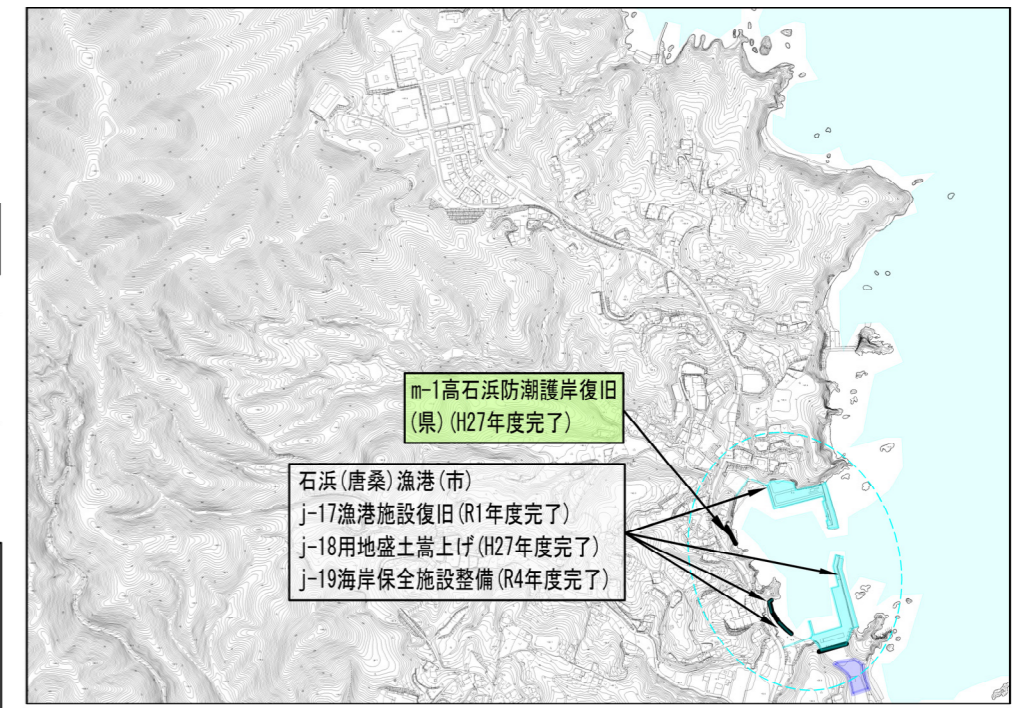 m-1高石浜防潮護岸復旧
(県)(H27年度完了)
石浜(唐桑)漁港(市)
j-17漁港施設復旧(R1年度完了)
j-18用地盛土嵩上げ(H27年度完了)
j-19海岸保全施設整備(R4年度完了)